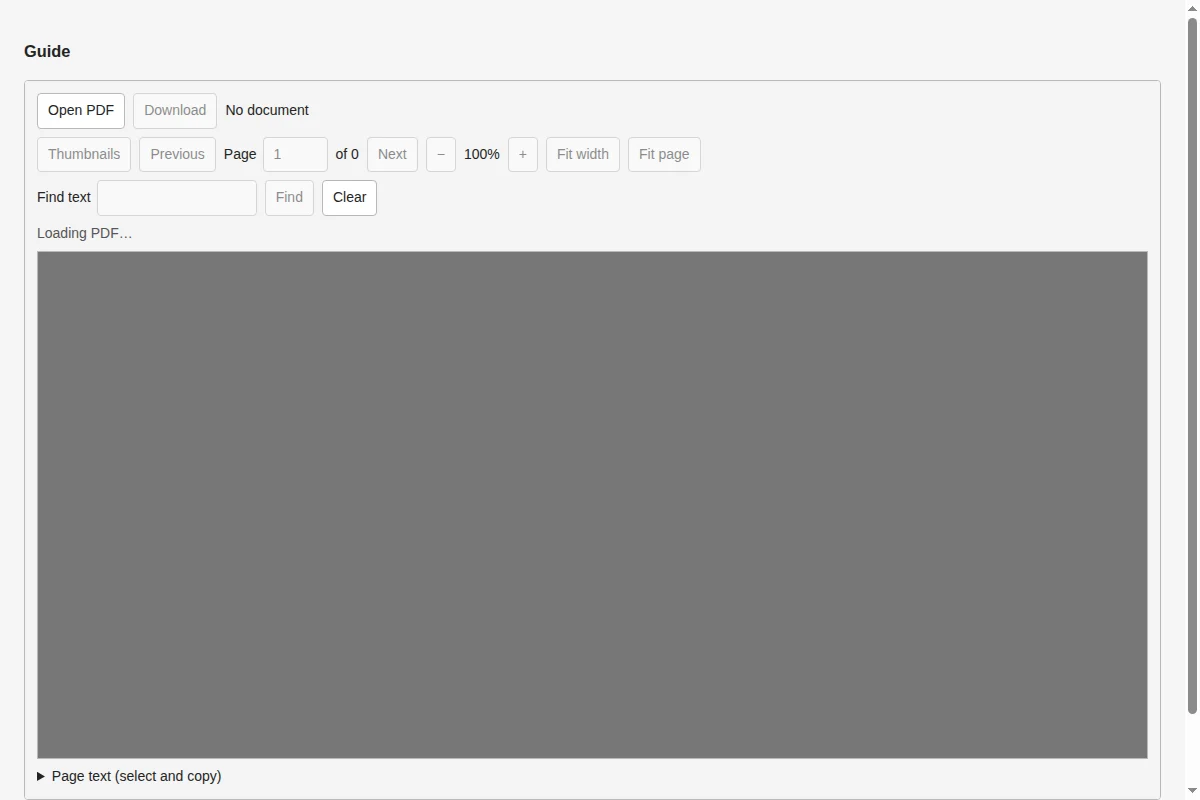 Guide
Open PDF Download No document
Thumbnails Previous Page 1 of 0 Next − 100% + Fit width Fit page
Find text Find Clear
Loading PDF…
Page text (select and copy)